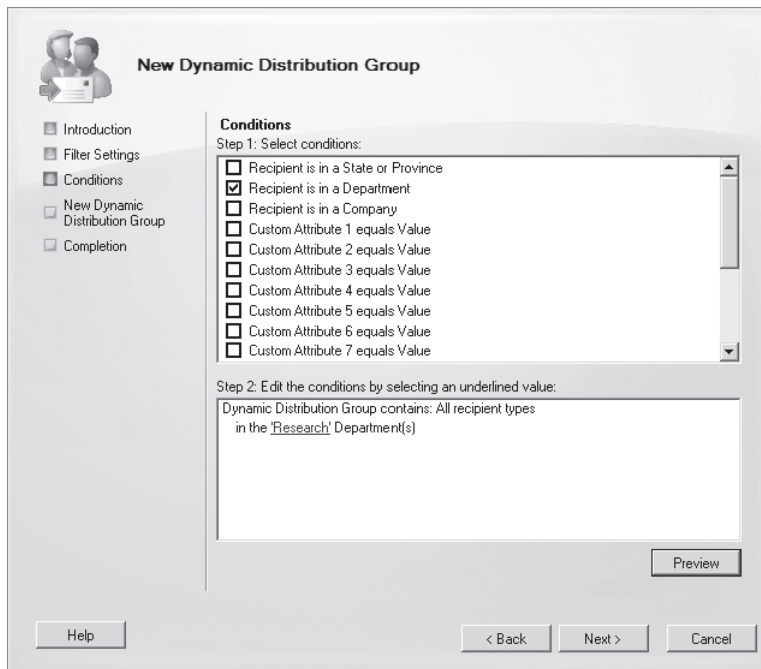 New Dynamic Distribution Group
Introduction
Filter Settings
Conditions
New Dynamic
Distribution Group
Completion
Conditions
Step 1: Select conditions:
Recipient is in a State or Province
Recipient is in a Department
Recipient is in a Company
Custom Attribute 1 equals Value
Custom Attribute 2 equals Value
Custom Attribute 3 equals Value
Custom Attribute 4 equals Value
Custom Attribute 5 equals Value
Custom Attribute 6 equals Value
Custom Attribute 7 equals Value
Step 2: Edit the conditions by selecting an underlined value:
Dynamic Distribution Group contains: All recipient types
in the 'Research' Department(s)
Preview
Help
< Back
Next >
Cancel